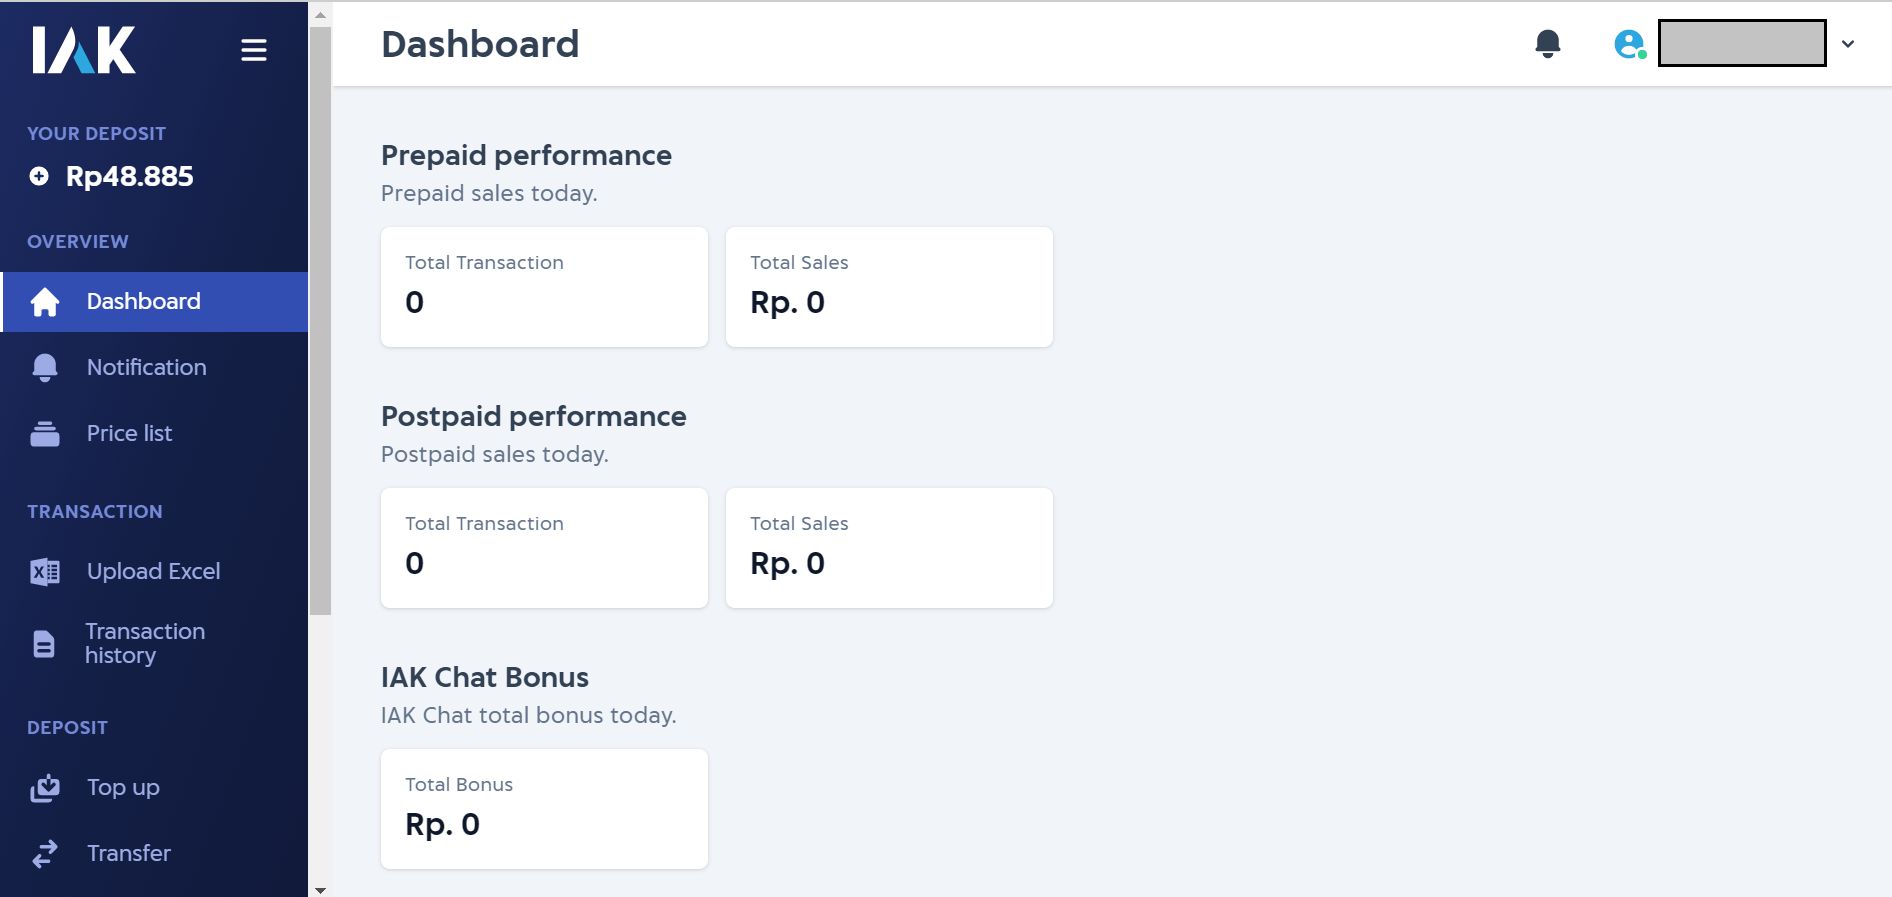 IAK
YOUR DEPOSIT
Rp48.885
OVERVIEW
Dashboard
Notification
Price list
TRANSACTION
Upload Excel
Transaction
history
DEPOSIT
Top up
Transfer
Dashboard
Prepaid performance
Prepaid sales today.
Total Transaction
0
Total Sales
Rp. 0
Postpaid performance
Postpaid sales today.
Total Transaction
0
Total Sales
Rp. 0
IAK Chat Bonus
IAK Chat total bonus today.
Total Bonus
Rp. 0